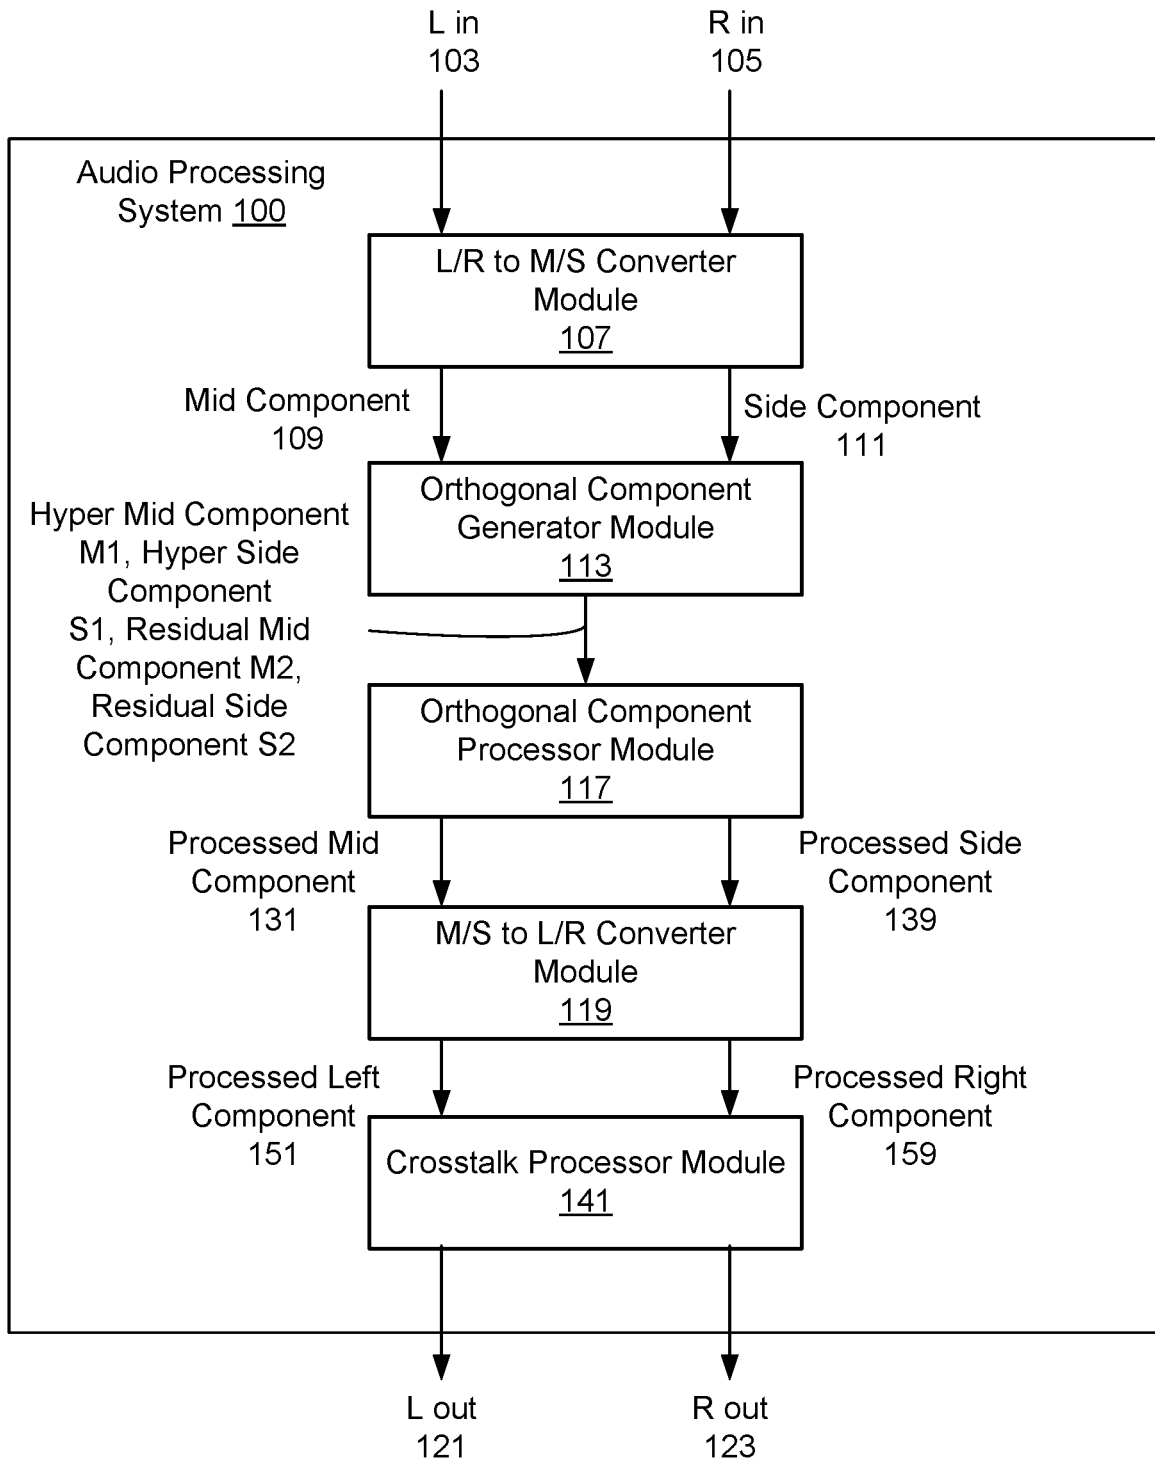 L in
103
R in
105
Audio Processing
System 100
L/R to M/S Converter
Module
107
Mid Component
109
Side Component
111
Orthogonal Component
Generator Module
113
Hyper Mid Component
M1, Hyper Side
Component
S1, Residual Mid
Component M2,
Residual Side
Component S2
Orthogonal Component
Processor Module
117
Processed Mid
Component
131
Processed Side
Component
139
M/S to L/R Converter
Module
119
Processed Left
Component
151
Processed Right
Component
159
Crosstalk Processor Module
141
L out
121
R out
123